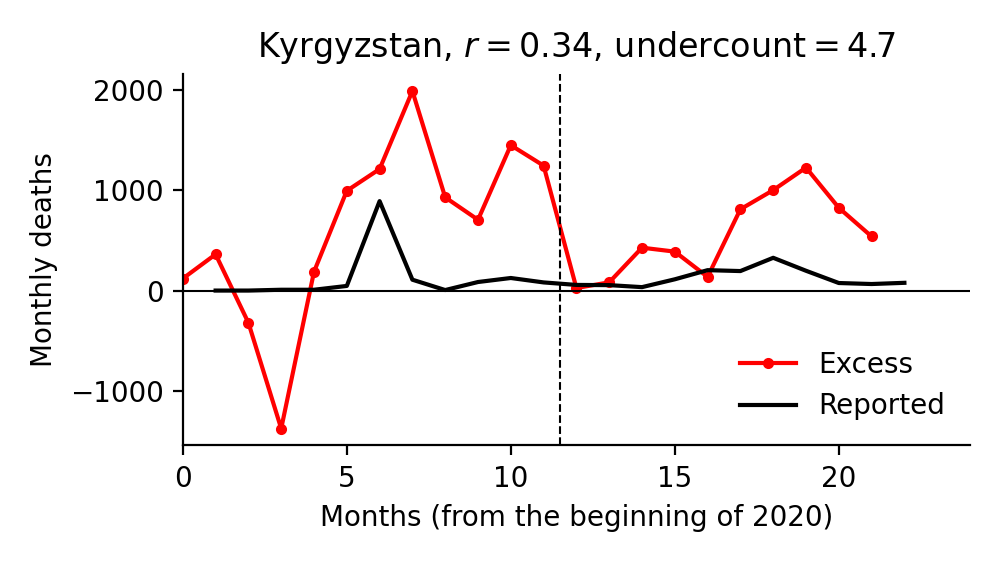 Kyrgyzstan, r = 0.34, undercount = 4.7
Monthly deaths
2000
1000
0
−1000
Excess
Reported
0 5 10 15 20
Months (from the beginning of 2020)